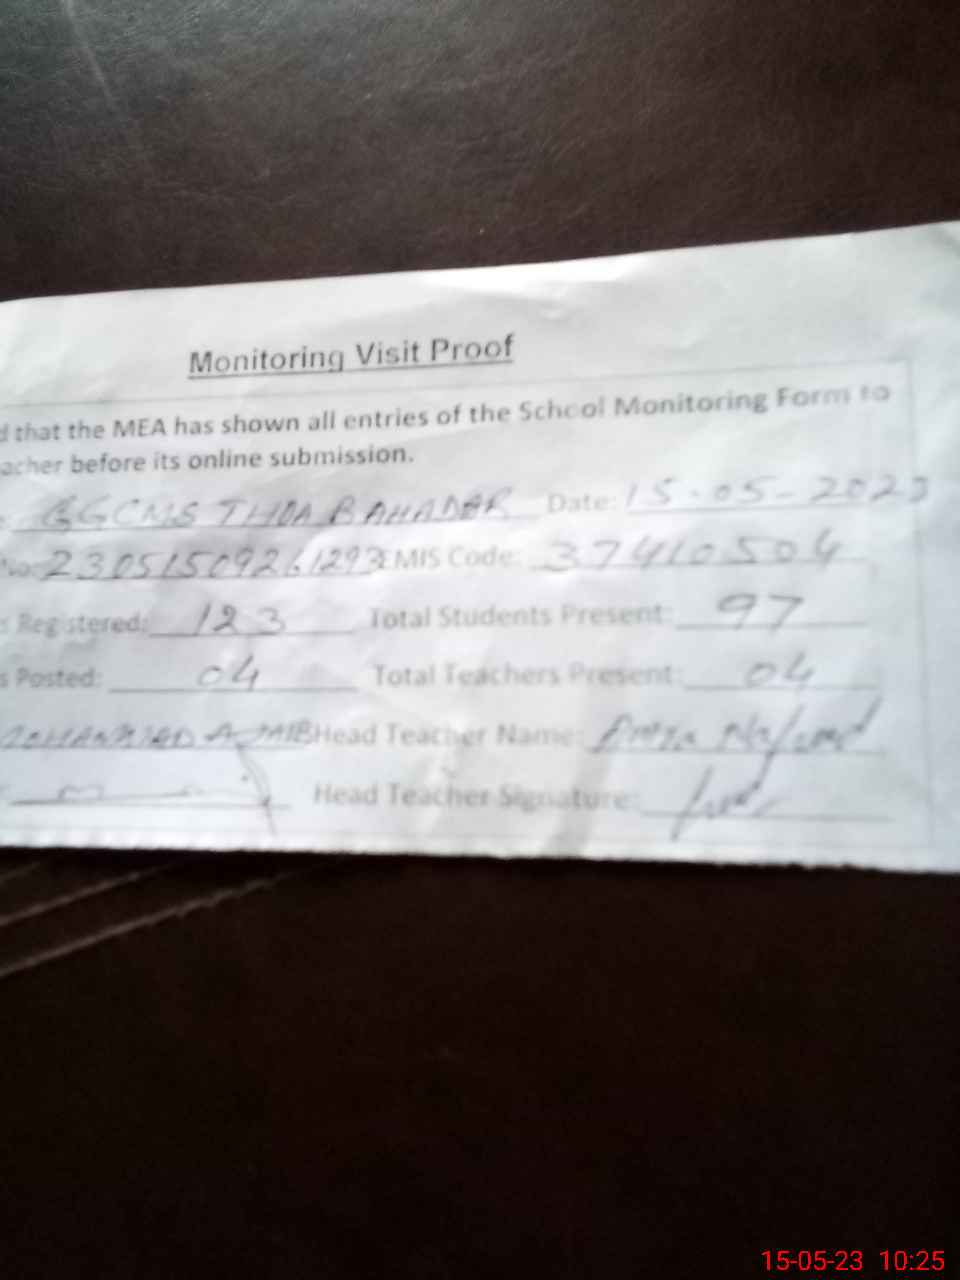 Monitoring Visit Proof
d that the MEA has shown all entries of the School Monitoring Form to
acher before its online submission.
GGCMS THOA BAHADER Date: 15-05-2023
No: 23051509261293 EMIS Code: 37410504
s Registered: 123 Total Students Present: 97
s Posted: 04 Total Teachers Present: 04
Head Teacher Name:
Head Teacher Signature:
15-05-23 10:25